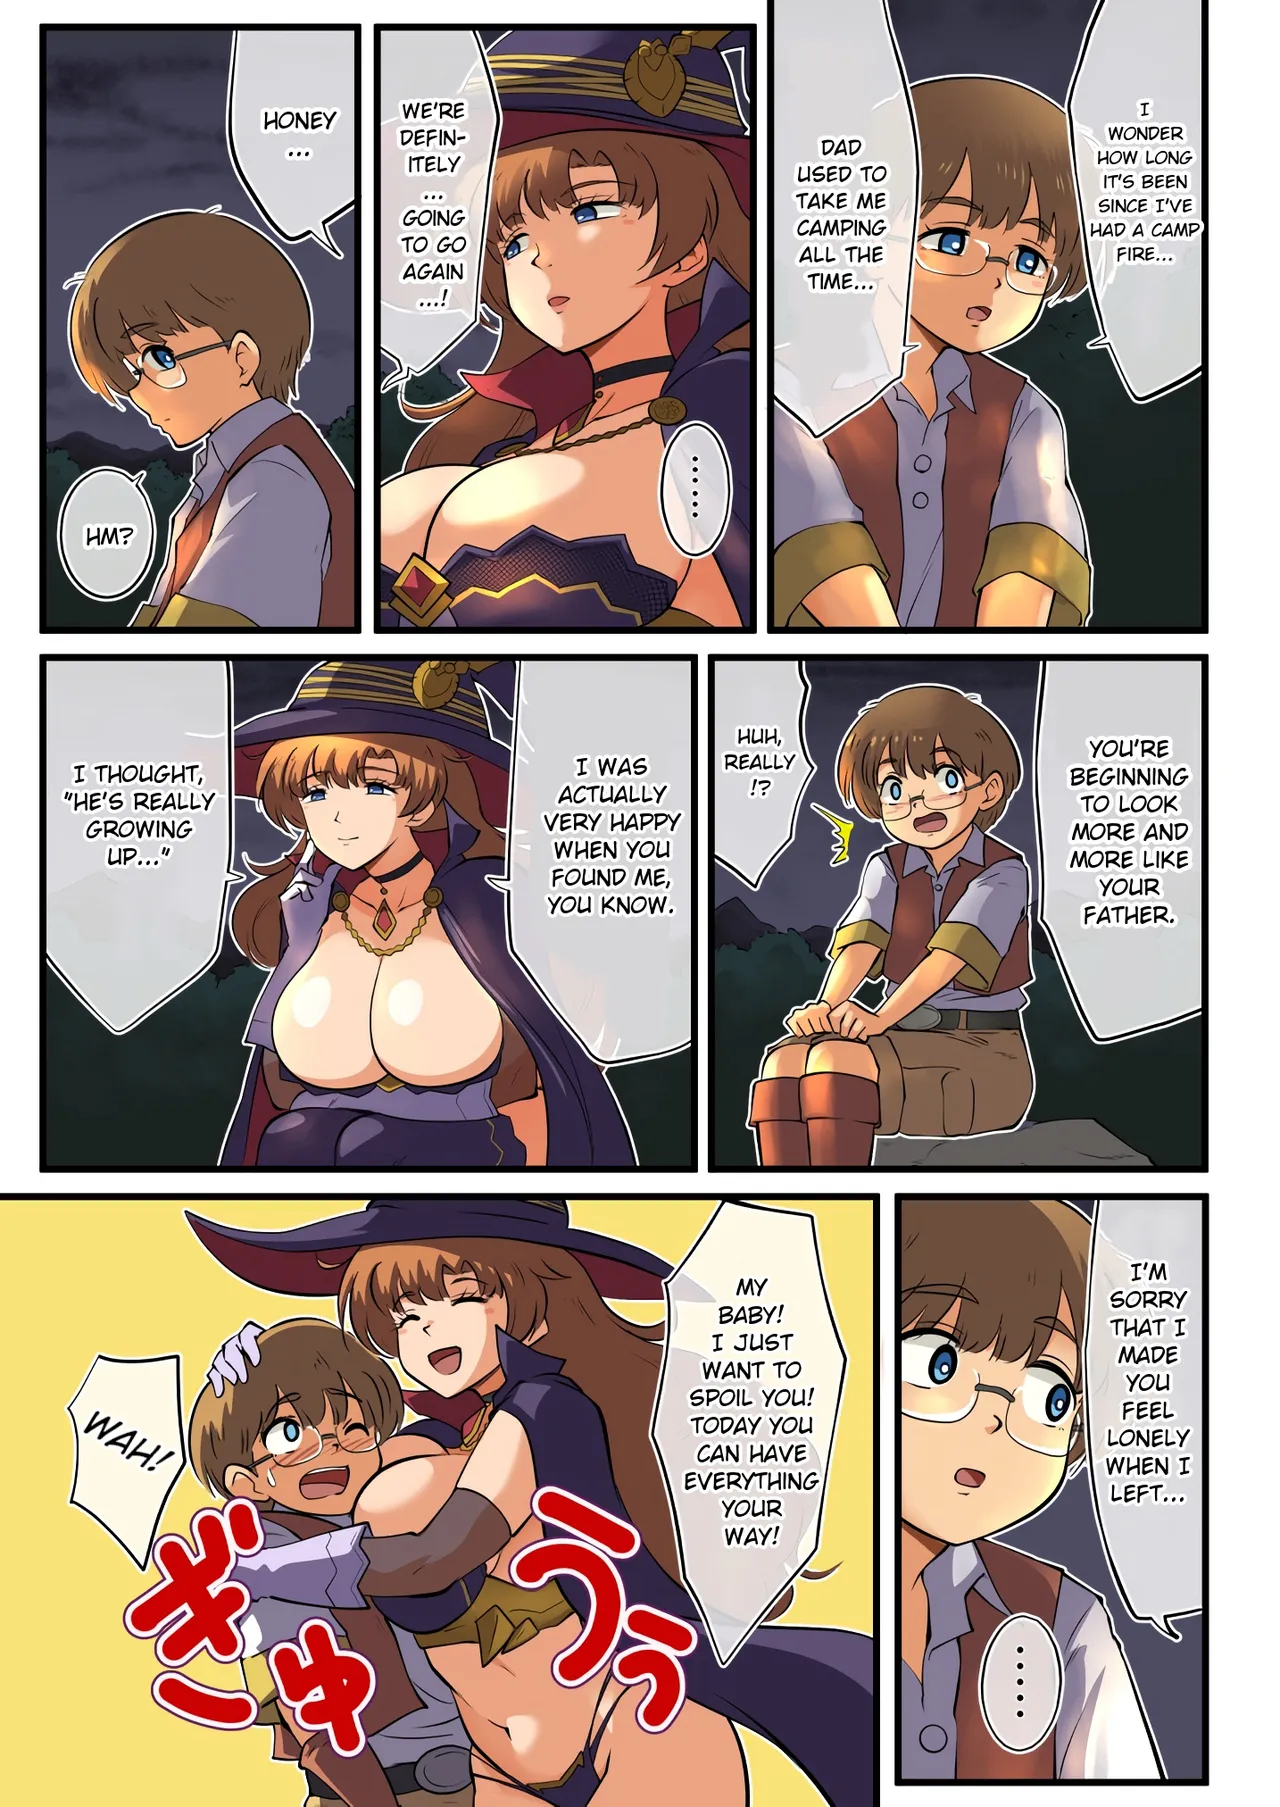 I
WONDER
HOW LONG
IT'S BEEN
SINCE I'VE
HAD A CAMP
FIRE...
DAD
USED TO
TAKE ME
CAMPING
ALL THE
TIME...
WE'RE
DEFIN-
ITELY
...
GOING
TO GO
AGAIN
...!
.....
HONEY
...
HM?
YOU'RE
BEGINNING
TO LOOK
MORE AND
MORE LIKE
YOUR
FATHER.
HUH,
REALLY
!?
I WAS
ACTUALLY
VERY HAPPY
WHEN YOU
FOUND ME,
YOU KNOW.
I THOUGHT,
"HE'S REALLY
GROWING
UP..."
I'M
SORRY
THAT I
MADE
YOU
FEEL
LONELY
WHEN I
LEFT...
.....
MY
BABY!
I JUST
WANT TO
SPOIL YOU!
TODAY YOU
CAN HAVE
EVERYTHING
YOUR
WAY!
WAH!
ぎゅ
うう